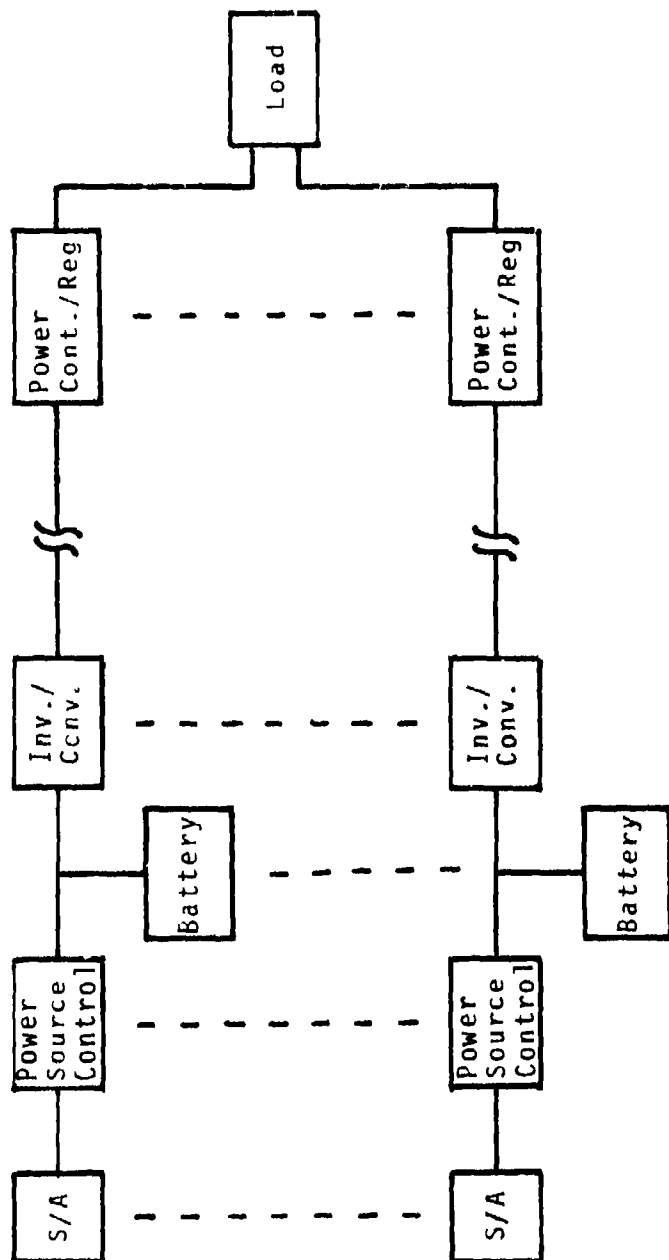 S/A
Power
Source
Control
Inv./
Ccnv.
Power
Cont./Reg
Battery
Load
S/A
Power
Source
Control
Inv./
Conv.
Power
Cont./Reg
Battery